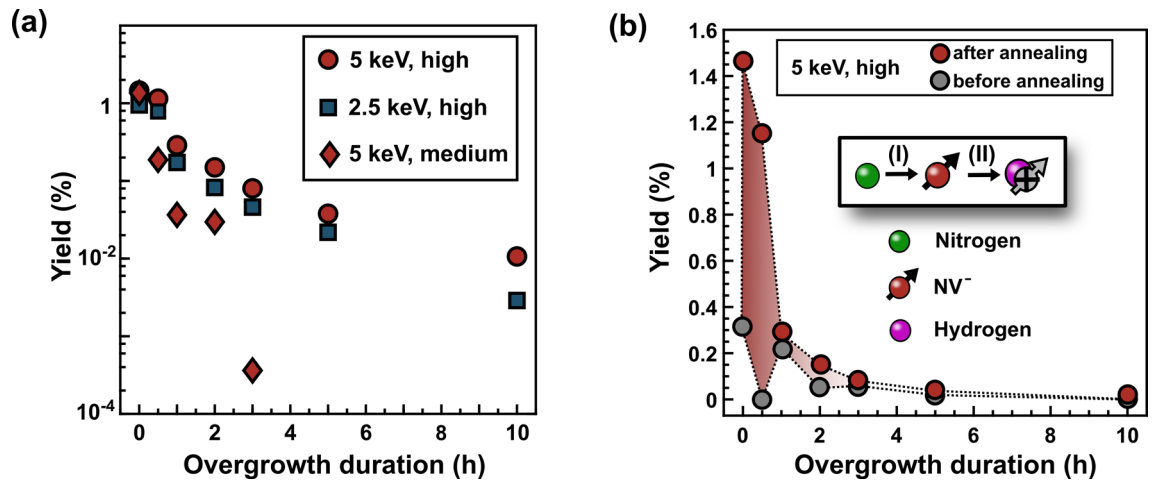 (a)
5 keV, high
2.5 keV, high
5 keV, medium
1
10-2
10-4
Yield (%)
0 2 4 6 8 10
Overgrowth duration (h)
(b)
5 keV, high
after annealing
before annealing
(I) (II)
Nitrogen
NV⁻
Hydrogen
1.6
1.4
1.2
1
0.8
0.6
0.4
0.2
0
Yield (%)
0 2 4 6 8 10
Overgrowth duration (h)